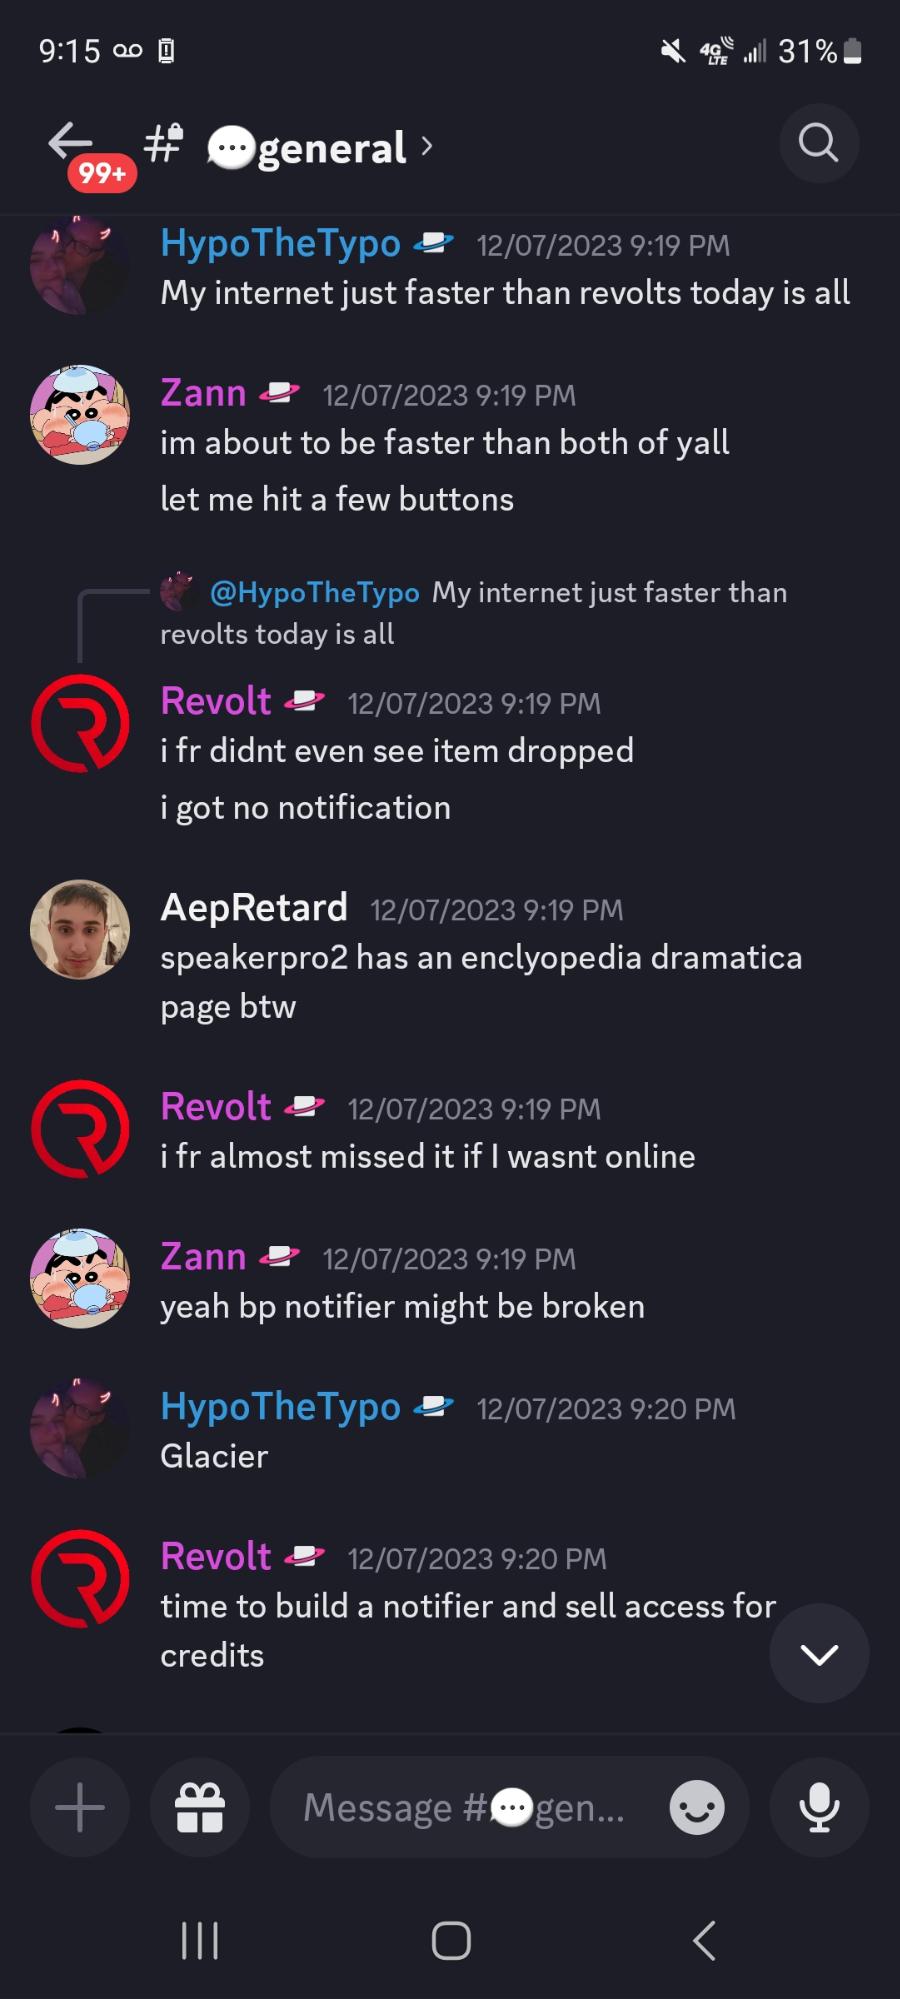 9:15
4G LTE 31%
99+
# general
HypoTheTypo 12/07/2023 9:19 PM
My internet just faster than revolts today is all
Zann 12/07/2023 9:19 PM
im about to be faster than both of yall
let me hit a few buttons
@HypoTheTypo My internet just faster than
revolts today is all
Revolt 12/07/2023 9:19 PM
i fr didnt even see item dropped
i got no notification
AepRetard 12/07/2023 9:19 PM
speakerpro2 has an enclyopedia dramatica
page btw
Revolt 12/07/2023 9:19 PM
i fr almost missed it if I wasnt online
Zann 12/07/2023 9:19 PM
yeah bp notifier might be broken
HypoTheTypo 12/07/2023 9:20 PM
Glacier
Revolt 12/07/2023 9:20 PM
time to build a notifier and sell access for
credits
Message #💬gen...